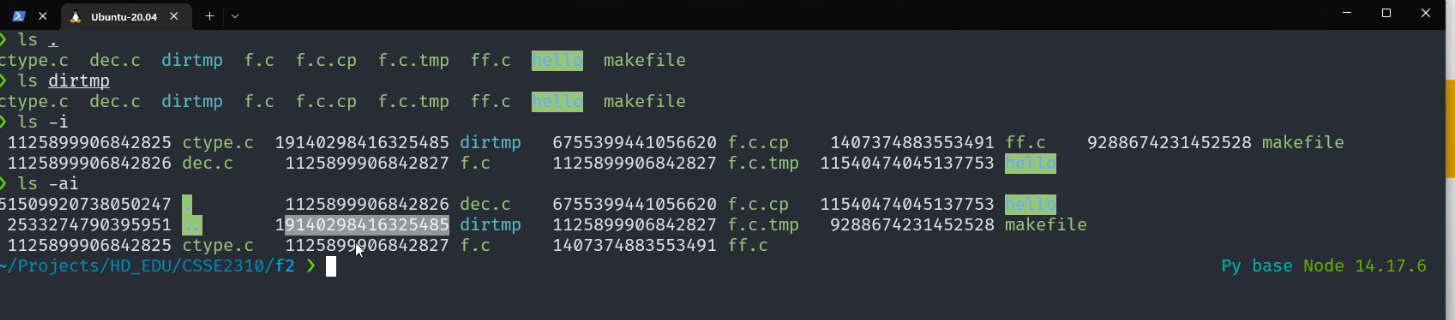 Ubuntu-20.04
❯ ls .
ctype.c dec.c dirtmp f.c f.c.cp f.c.tmp ff.c hello makefile
❯ ls dirtmp
ctype.c dec.c dirtmp f.c f.c.cp f.c.tmp ff.c hello makefile
❯ ls -i
1125899906842825 ctype.c 19140298416325485 dirtmp 6755399441056620 f.c.cp 1407374883553491 ff.c 9288674231452528 makefile
1125899906842826 dec.c 1125899906842827 f.c 1125899906842827 f.c.tmp 11540474045137753 hello
❯ ls -ai
51509920738050247 . 1125899906842826 dec.c 6755399441056620 f.c.cp 11540474045137753 hello
2533274790395951 .. 19140298416325485 dirtmp 1125899906842827 f.c.tmp 9288674231452528 makefile
1125899906842825 ctype.c 1125899906842827 f.c 1407374883553491 ff.c
~/Projects/HD_EDU/CSSE2310/f2 ❯ Py base Node 14.17.6